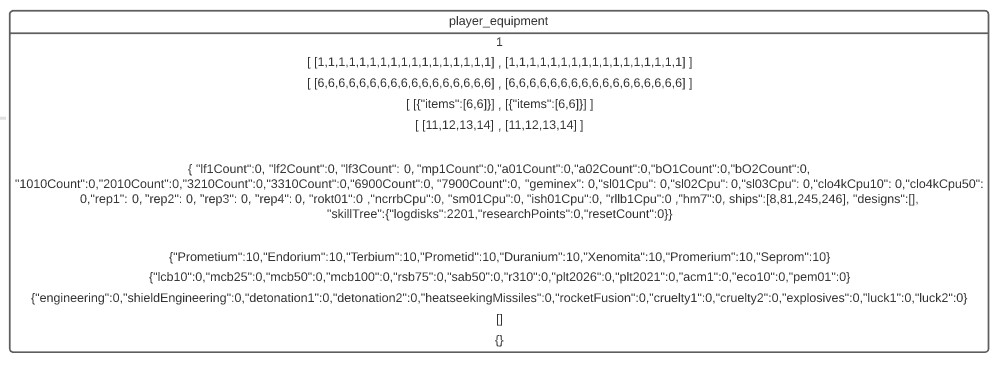 player_equipment
1
[ [1,1,1,1,1,1,1,1,1,1,1,1,1,1,1,1,1] , [1,1,1,1,1,1,1,1,1,1,1,1,1,1,1,1,1] ]
[ [6,6,6,6,6,6,6,6,6,6,6,6,6,6,6,6,6] , [6,6,6,6,6,6,6,6,6,6,6,6,6,6,6,6,6] ]
[ [{"items":[6,6]}] , [{"items":[6,6]}] ]
[ [11,12,13,14] , [11,12,13,14] ]
{ "lf1Count":0, "lf2Count":0, "lf3Count": 0, "mp1Count":0,"a01Count":0,"a02Count":0,"bO1Count":0,"bO2Count":0,
"1010Count":0,"2010Count":0,"3210Count":0,"3310Count":0,"6900Count":0, "7900Count":0, "geminex": 0,"sl01Cpu": 0,"sl02Cpu": 0,"sl03Cpu": 0,"clo4kCpu10": 0,"clo4kCpu50":
0,"rep1": 0, "rep2": 0, "rep3": 0, "rep4": 0, "rokt01":0 ,"ncrrbCpu":0, "sm01Cpu":0, "ish01Cpu":0, "rllb1Cpu":0 ,"hm7":0, ships":[8,81,245,246], "designs":[],
"skillTree":{"logdisks":2201,"researchPoints":0,"resetCount":0}}
{"Prometium":10,"Endorium":10,"Terbium":10,"Prometid":10,"Duranium":10,"Xenomita":10,"Promerium":10,"Seprom":10}
{"lcb10":0,"mcb25":0,"mcb50":0,"mcb100":0,"rsb75":0,"sab50":0,"r310":0,"plt2026":0,"plt2021":0,"acm1":0,"eco10":0,"pem01":0}
{"engineering":0,"shieldEngineering":0,"detonation1":0,"detonation2":0,"heatseekingMissiles":0,"rocketFusion":0,"cruelty1":0,"cruelty2":0,"explosives":0,"luck1":0,"luck2":0}
[]
{}